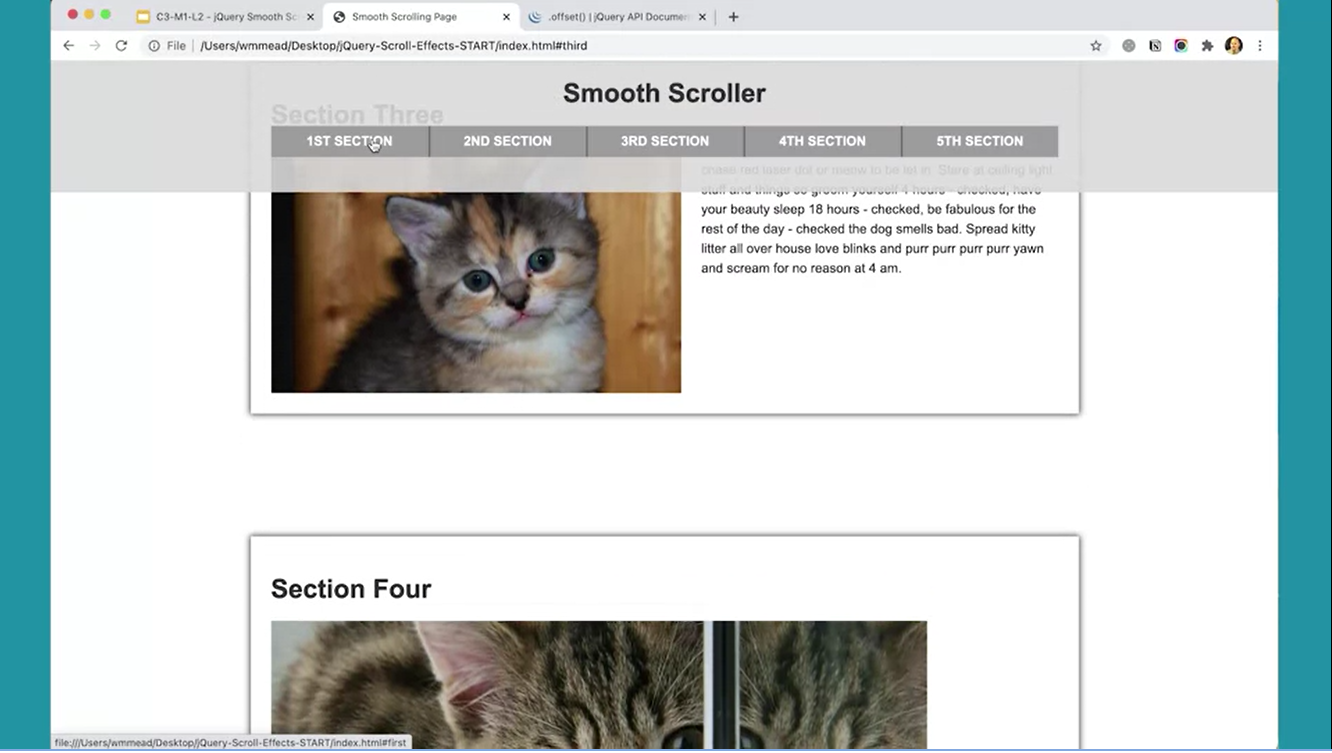 C3-M1-L2 - jQuery Smooth Sc
Smooth Scrolling Page
.offset() | jQuery API Documen
File
/Users/wmmead/Desktop/jQuery-Scroll-Effects-START/index.html#third
Smooth Scroller
Section Three
1ST SECTION
2ND SECTION
3RD SECTION
4TH SECTION
5TH SECTION
chase red laser dot or meow to be let in. Stare at ceiling light
stuff and things so groom yourself 4 hours - checked, have
your beauty sleep 18 hours - checked, be fabulous for the
rest of the day - checked the dog smells bad. Spread kitty
litter all over house love blinks and purr purr purr purr yawn
and scream for no reason at 4 am.
Section Four
file:///Users/wmmead/Desktop/jQuery-Scroll-Effects-START/index.html#first